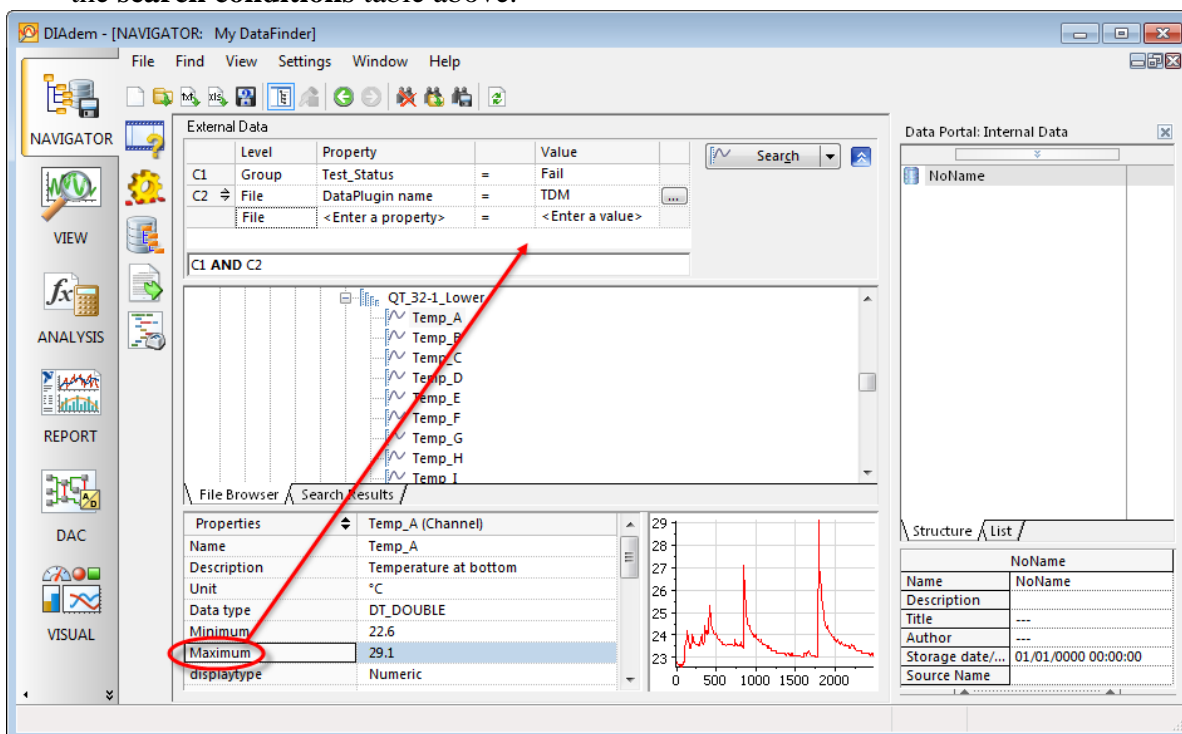 the search conditions table above.
DIAdem - [NAVIGATOR: My DataFinder]
File Find View Settings Window Help
NAVIGATOR
VIEW
ANALYSIS
REPORT
DAC
VISUAL
External Data
Level Property Value
C1 Group Test_Status = Fail
C2 File DataPlugin name = TDM ...
File <Enter a property> = <Enter a value>
C1 AND C2
Search
QT_32-1_Lower
Temp_A
Temp_B
Temp_C
Temp_D
Temp_E
Temp_F
Temp_G
Temp_H
Temp_I
File Browser Search Results
Properties Temp_A (Channel)
Name Temp_A
Description Temperature at bottom
Unit °C
Data type DT_DOUBLE
Minimum 22.6
Maximum 29.1
displaytype Numeric
29
28
27
26
25
24
23
0 500 1000 1500 2000
Data Portal: Internal Data
NoName
Structure List
NoName
Name NoName
Description
Title ---
Author ---
Storage date/... 01/01/0000 00:00:00
Source Name